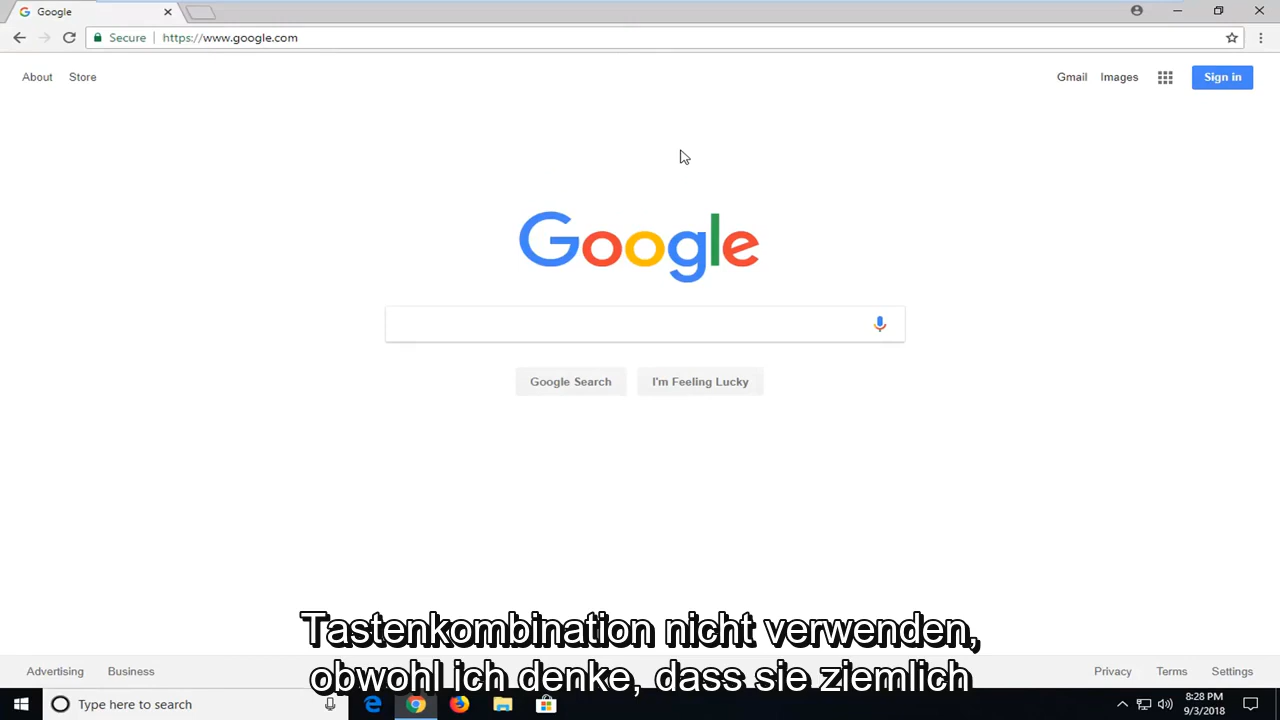 Google
Secure
https://www.google.com
About
Store
Gmail
Images
Sign in
Google
Google Search
I'm Feeling Lucky
Tastenkombination nicht verwenden,
obwohl ich denke, dass sie ziemlich
Advertising
Business
Privacy
Terms
Settings
Type here to search
8:28 PM
9/3/2018